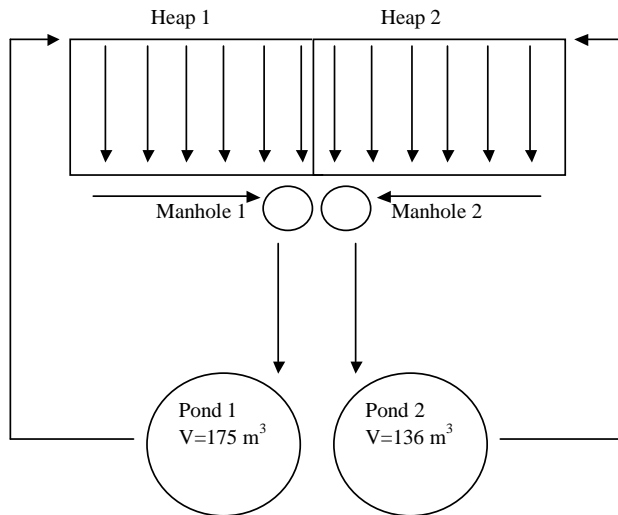 Heap 1 Heap 2
Manhole 1 Manhole 2
Pond 1 Pond 2
V=175 m³ V=136 m³